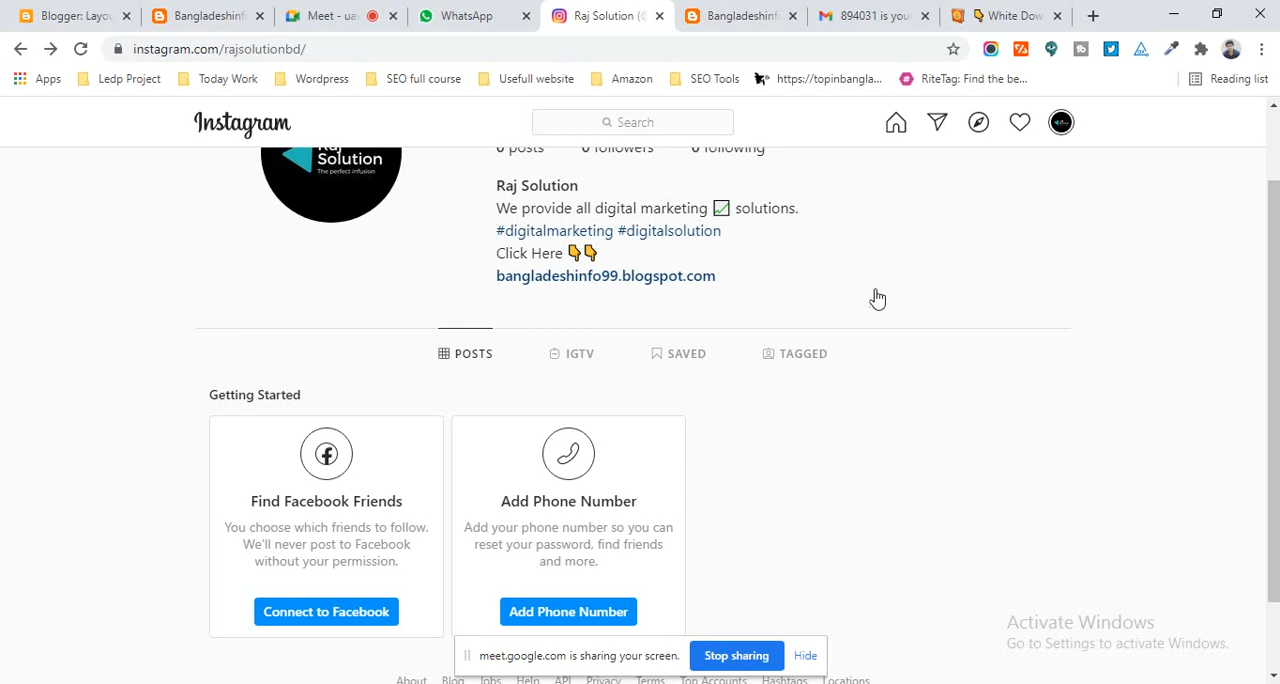 Blogger: Layou
Bangladeshinf
Meet - uav
WhatsApp
Raj Solution (
Bangladeshinf
894031 is your
White Dow
instagram.com/rajsolutionbd/
Apps
Ledp Project
Today Work
Wordpress
SEO full course
Usefull website
Amazon
SEO Tools
https://topinbangla...
RiteTag: Find the be...
Reading list
Instagram
Search
0 posts 0 followers 0 following
Raj
Solution
The perfect infusion
Raj Solution
We provide all digital marketing 💹 solutions.
#digitalmarketing #digitalsolution
Click Here 👇👇
bangladeshinfo99.blogspot.com
POSTS
IGTV
SAVED
TAGGED
Getting Started
Find Facebook Friends
You choose which friends to follow.
We'll never post to Facebook
without your permission.
Connect to Facebook
Add Phone Number
Add your phone number so you can
reset your password, find friends
and more.
Add Phone Number
Activate Windows
Go to Settings to activate Windows.
meet.google.com is sharing your screen.
Stop sharing
Hide
About Blog Jobs Help API Privacy Terms Top Accounts Hashtags Locations